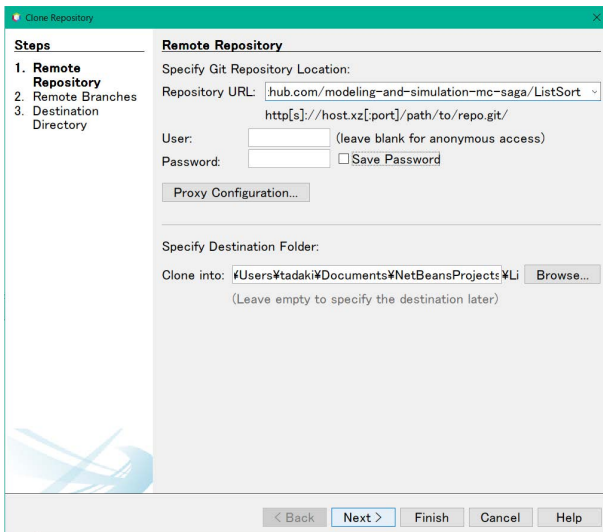 Clone Repository
Steps
1. Remote
Repository
2. Remote Branches
3. Destination
Directory
Remote Repository
Specify Git Repository Location:
Repository URL: :hub.com/modeling-and-simulation-mc-saga/ListSort
http[s]://host.xz[:port]/path/to/repo.git/
User: (leave blank for anonymous access)
Password: Save Password
Proxy Configuration...
Specify Destination Folder:
Clone into: ¥Users¥tadaki¥Documents¥NetBeansProjects¥Li Browse...
(Leave empty to specify the destination later)
< Back Next > Finish Cancel Help